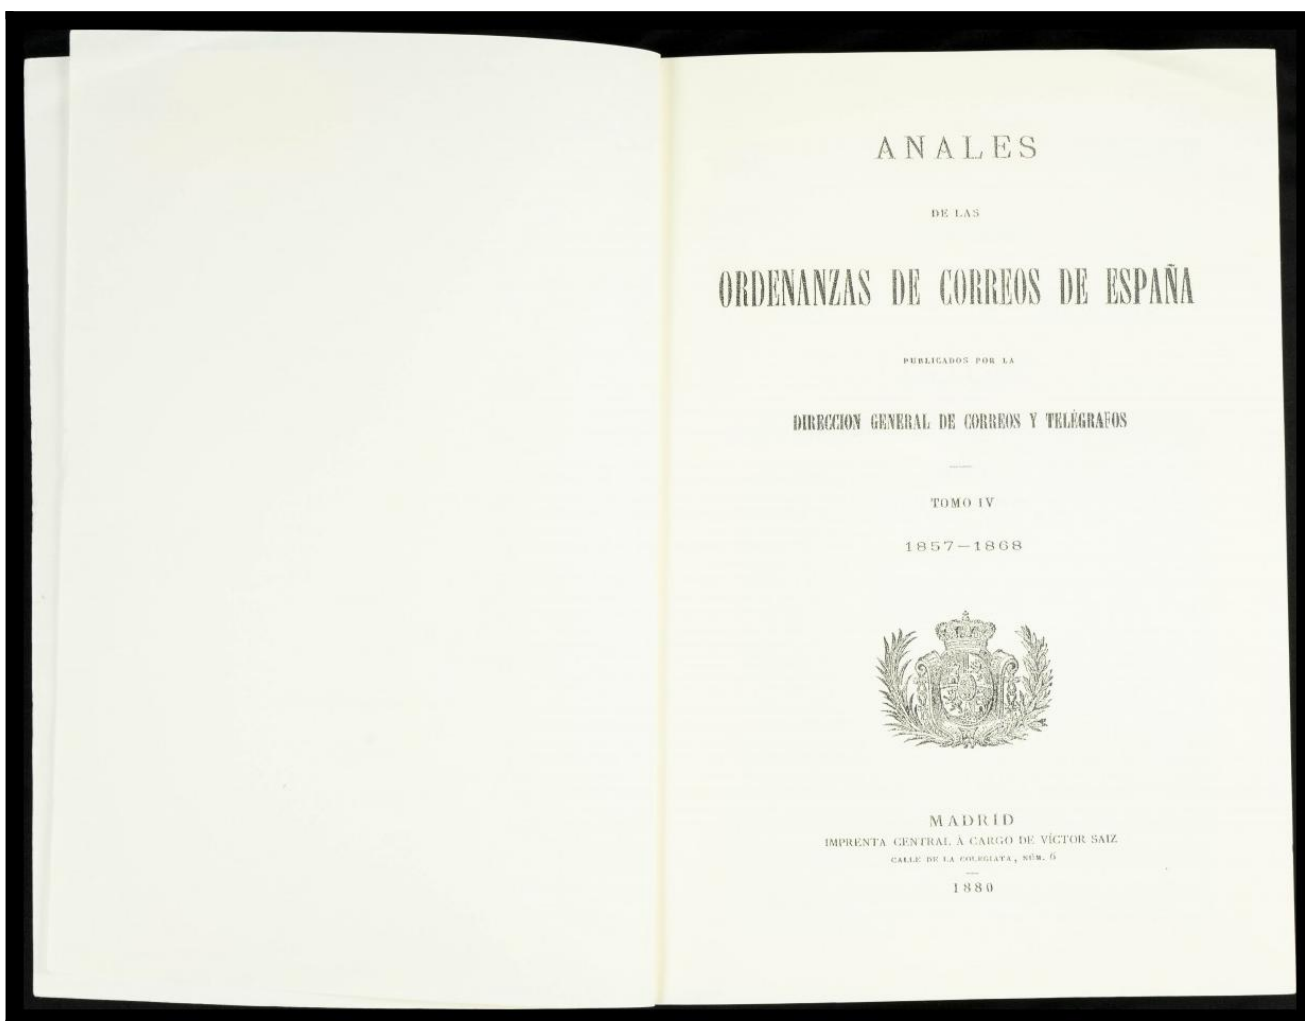 ANALES
DE LAS
ORDENANZAS DE CORREOS DE ESPAÑA
PUBLICADOS POR LA
DIRECCION GENERAL DE CORREOS Y TELÉGRAFOS
TOMO IV
1857—1868
MADRID
IMPRENTA CENTRAL Á CARGO DE VÍCTOR SAIZ
CALLE DE LA COLEGIATA, NÚM. 6
1880